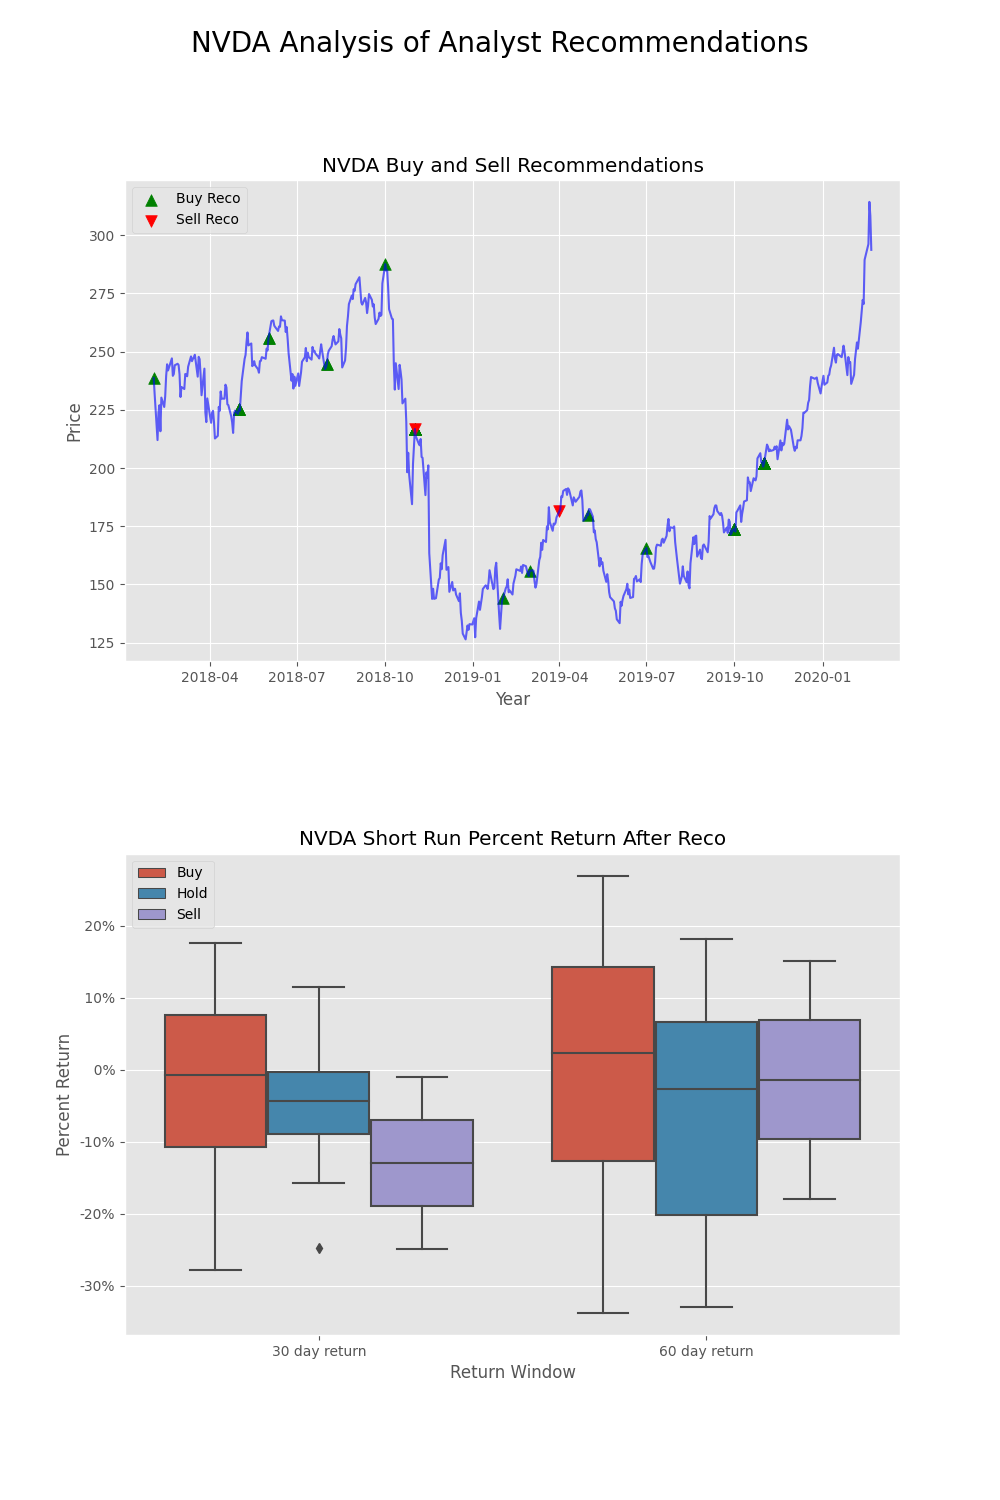 NVDA Analysis of Analyst Recommendations
NVDA Buy and Sell Recommendations
Buy Reco
Sell Reco
300
275
250
225
200
175
150
125
Price
2018-04 2018-07 2018-10 2019-01 2019-04 2019-07 2019-10 2020-01
Year
NVDA Short Run Percent Return After Reco
Buy
Hold
Sell
20%
10%
0%
-10%
-20%
-30%
Percent Return
30 day return 60 day return
Return Window